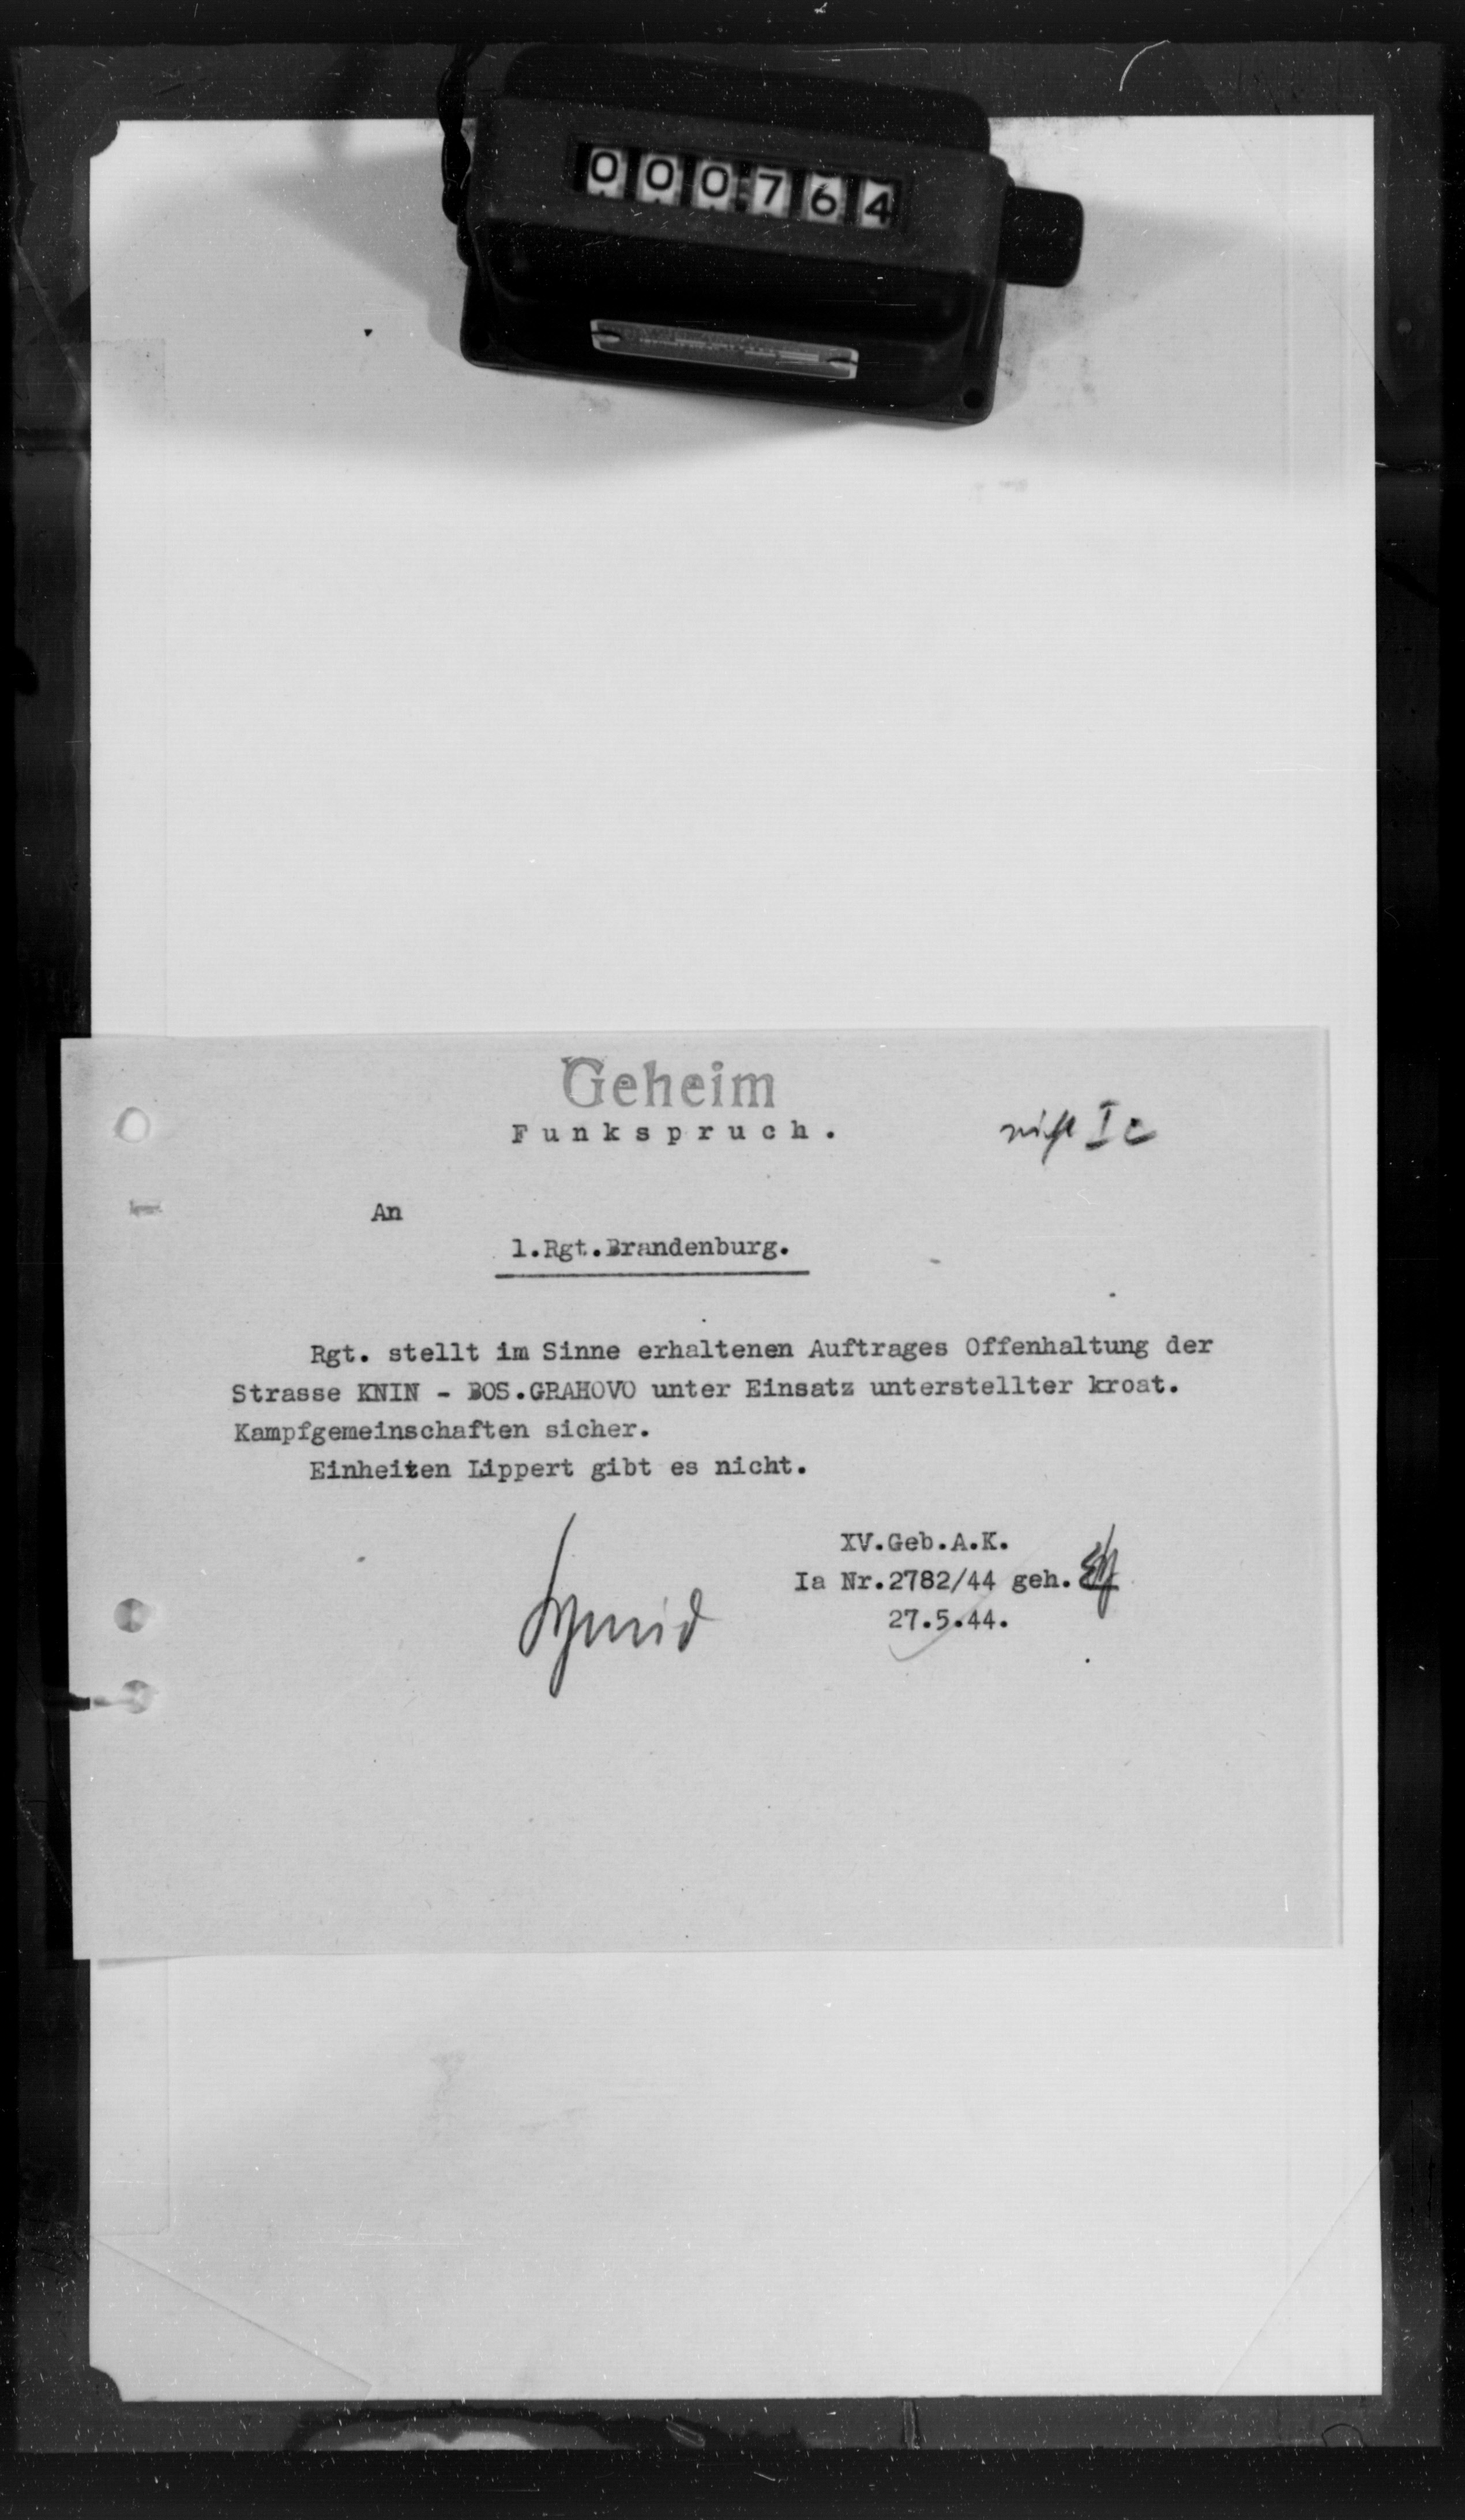 000764
Geheim
Funkspruch.
nicht Ic
An
1.Rgt.Brandenburg.
Rgt. stellt im Sinne erhaltenen Auftrages Offenhaltung der
Strasse KNIN - BOS.GRAHOVO unter Einsatz unterstellter kroat.
Kampfgemeinschaften sicher.
Einheiten Lippert gibt es nicht.
XV.Geb.A.K.
Ia Nr.2782/44 geh.
27.5.44.